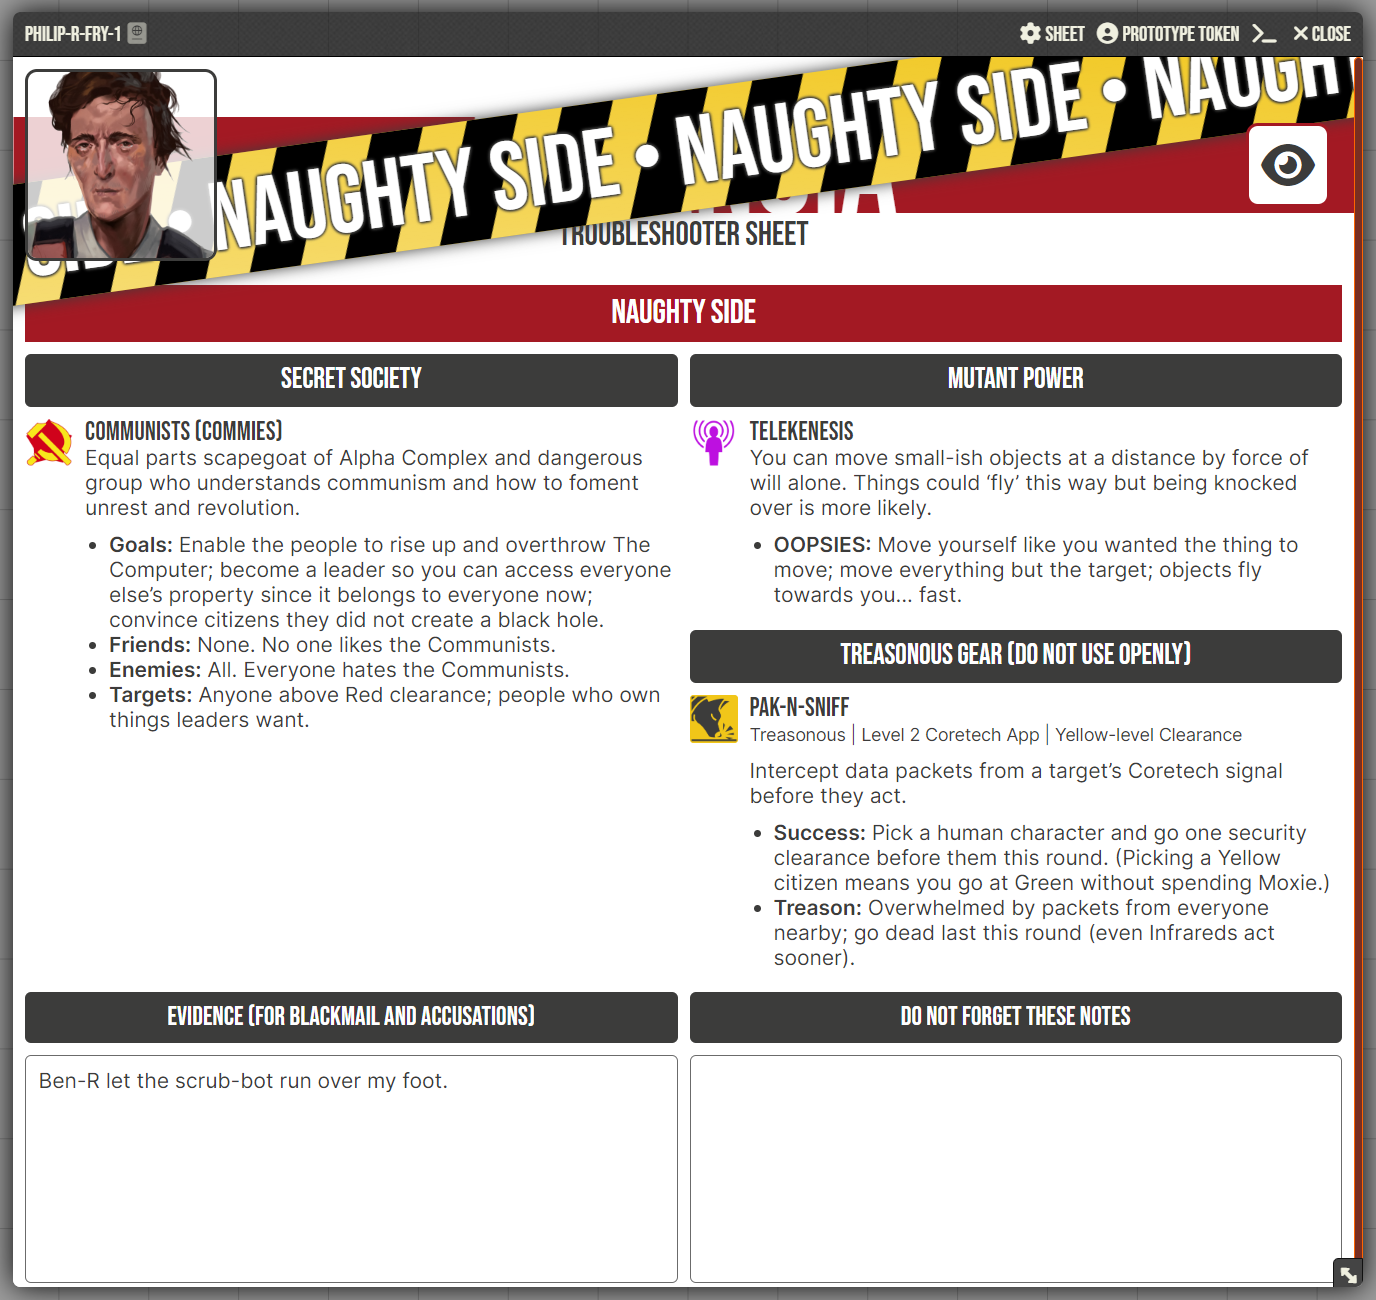 PHILIP-R-FRY-1
SHEET
PROTOTYPE TOKEN
CLOSE
SIDE • NAUGHTY SIDE • NAUGHTY SIDE • NAUGH
TROUBLESHOOTER SHEET
NAUGHTY SIDE
SECRET SOCIETY
COMMUNISTS (COMMIES)
Equal parts scapegoat of Alpha Complex and dangerous
group who understands communism and how to foment
unrest and revolution.
• Goals: Enable the people to rise up and overthrow The
Computer; become a leader so you can access everyone
else’s property since it belongs to everyone now;
convince citizens they did not create a black hole.
• Friends: None. No one likes the Communists.
• Enemies: All. Everyone hates the Communists.
• Targets: Anyone above Red clearance; people who own
things leaders want.
MUTANT POWER
TELEKENESIS
You can move small-ish objects at a distance by force of
will alone. Things could ‘fly’ this way but being knocked
over is more likely.
• OOPSIES: Move yourself like you wanted the thing to
move; move everything but the target; objects fly
towards you... fast.
TREASONOUS GEAR (DO NOT USE OPENLY)
PAK-N-SNIFF
Treasonous | Level 2 Coretech App | Yellow-level Clearance
Intercept data packets from a target’s Coretech signal
before they act.
• Success: Pick a human character and go one security
clearance before them this round. (Picking a Yellow
citizen means you go at Green without spending Moxie.)
• Treason: Overwhelmed by packets from everyone
nearby; go dead last this round (even Infrareds act
sooner).
EVIDENCE (FOR BLACKMAIL AND ACCUSATIONS)
Ben-R let the scrub-bot run over my foot.
DO NOT FORGET THESE NOTES